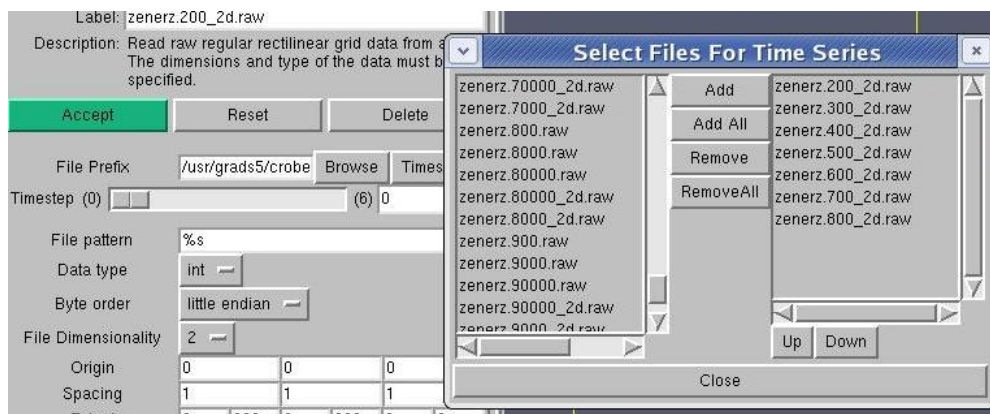 Label: zenerz.200_2d.raw
Description: Read raw regular rectilinear grid data from a
The dimensions and type of the data must b
specified.
Accept Reset Delete
File Prefix /usr/grads5/crobe Browse Times
Timestep (0) (6) 0
File pattern %s
Data type int
Byte order little endian
File Dimensionality 2
Origin 0 0 0
Spacing 1 1 1
Select Files For Time Series
zenerz.70000_2d.raw
zenerz.7000_2d.raw
zenerz.800.raw
zenerz.8000.raw
zenerz.80000.raw
zenerz.80000_2d.raw
zenerz.8000_2d.raw
zenerz.900.raw
zenerz.9000.raw
zenerz.90000.raw
zenerz.90000_2d.raw
zenerz.9000_2d.raw
Add
Add All
Remove
RemoveAll
zenerz.200_2d.raw
zenerz.300_2d.raw
zenerz.400_2d.raw
zenerz.500_2d.raw
zenerz.600_2d.raw
zenerz.700_2d.raw
zenerz.800_2d.raw
Up Down
Close